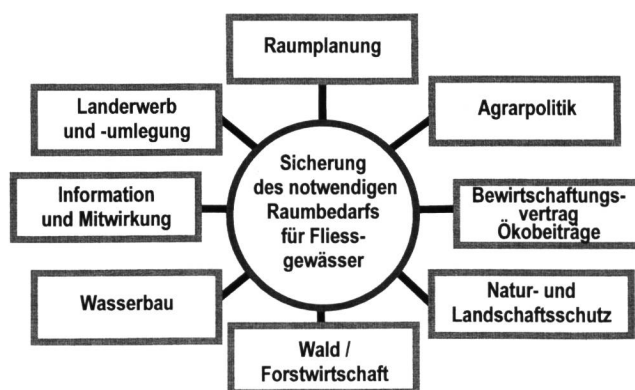 Raumplanung
Landerwerb
und -umlegung
Agrarpolitik
Sicherung
des notwendigen
Raumbedarfs
für Fliess-
gewässer
Information
und Mitwirkung
Bewirtschaftungs-
vertrag
Ökobeiträge
Wasserbau
Natur- und
Landschaftsschutz
Wald /
Forstwirtschaft